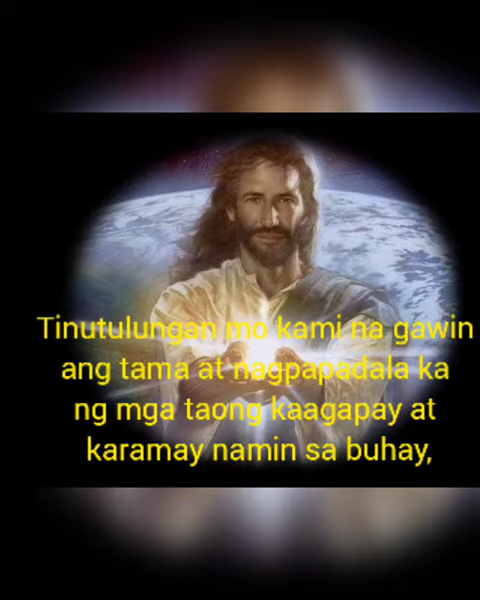 Tinutulungan mo kami na gawin
ang tama at nagpapadala ka
ng mga taong kaagapay at
karamay namin sa buhay,